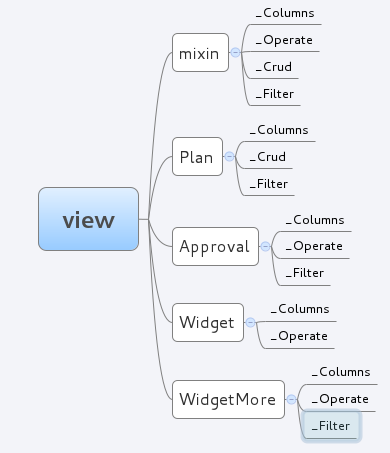 view
mixin
_Columns
_Operate
_Crud
_Filter
Plan
_Columns
_Crud
_Filter
Approval
_Columns
_Operate
_Filter
Widget
_Columns
_Operate
WidgetMore
_Columns
_Operate
_Filter